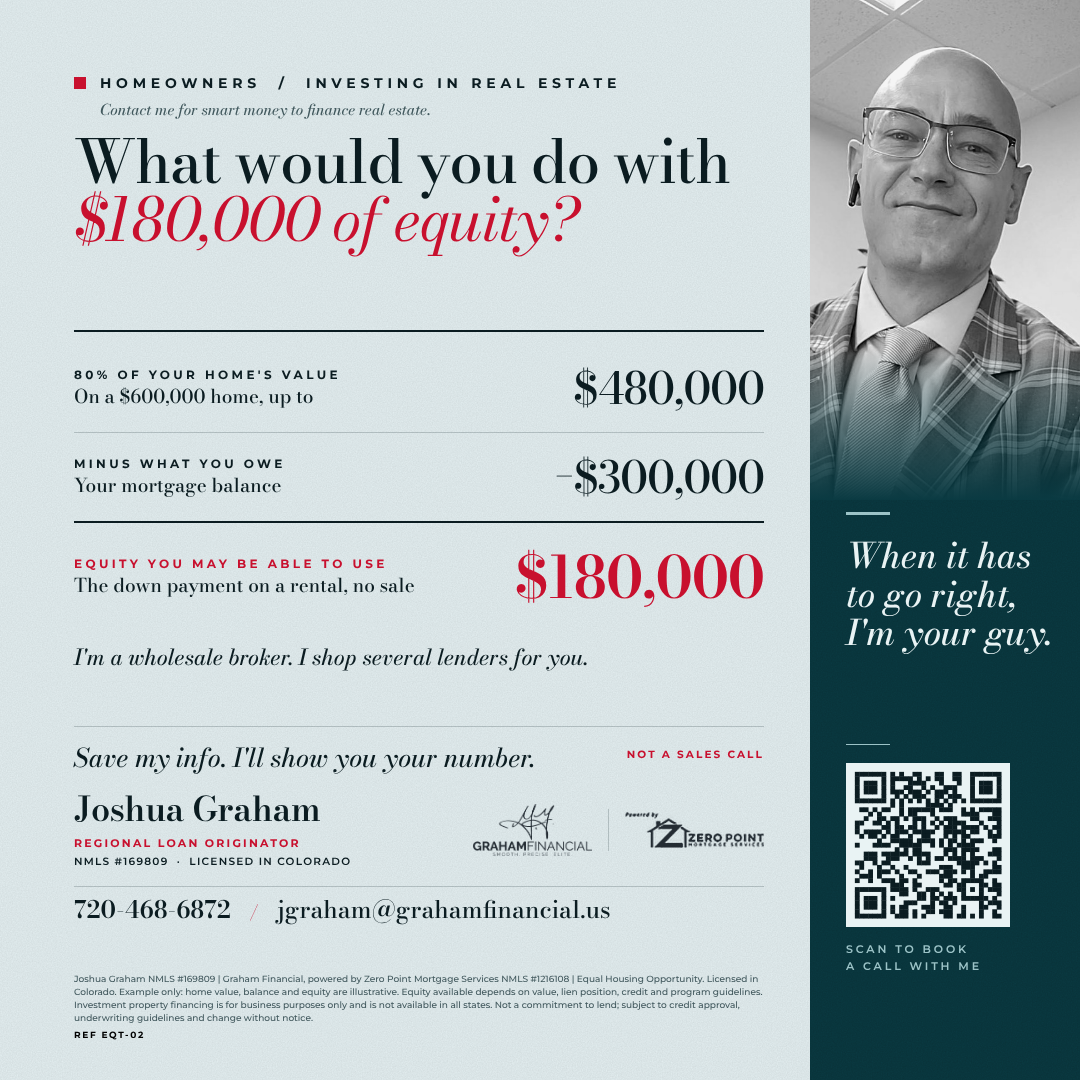 HOMEOWNERS / INVESTING IN REAL ESTATE
Contact me for smart money to finance real estate.
What would you do with
$180,000 of equity?
80% OF YOUR HOME'S VALUE
On a $600,000 home, up to
$480,000
MINUS WHAT YOU OWE
Your mortgage balance
–$300,000
EQUITY YOU MAY BE ABLE TO USE
The down payment on a rental, no sale
$180,000
I'm a wholesale broker. I shop several lenders for you.
Save my info. I'll show you your number.
NOT A SALES CALL
Joshua Graham
REGIONAL LOAN ORIGINATOR
NMLS #169809 · LICENSED IN COLORADO
GRAHAMFINANCIAL
SMOOTH. PRECISE. ELITE.
Powered by
ZERO POINT
MORTGAGE SERVICES
720-468-6872 / jgraham@grahamfinancial.us
Joshua Graham NMLS #169809 | Graham Financial, powered by Zero Point Mortgage Services NMLS #1216108 | Equal Housing Opportunity. Licensed in
Colorado. Example only: home value, balance and equity are illustrative. Equity available depends on value, lien position, credit and program guidelines.
Investment property financing is for business purposes only and is not available in all states. Not a commitment to lend; subject to credit approval,
underwriting guidelines and change without notice.
REF EQT-02
When it has
to go right,
I'm your guy.
SCAN TO BOOK
A CALL WITH ME